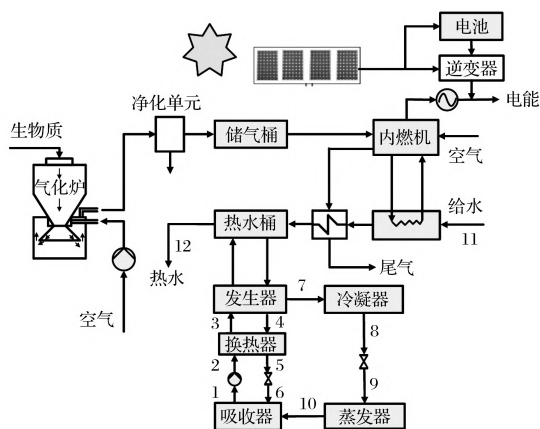 电池
逆变器
电能
净化单元
生物质
储气桶
内燃机
空气
气化炉
给水
11
热水桶
12
热水
尾气
7
发生器
冷凝器
3
4
8
换热器
2
5
9
空气
1
6
10
吸收器
蒸发器